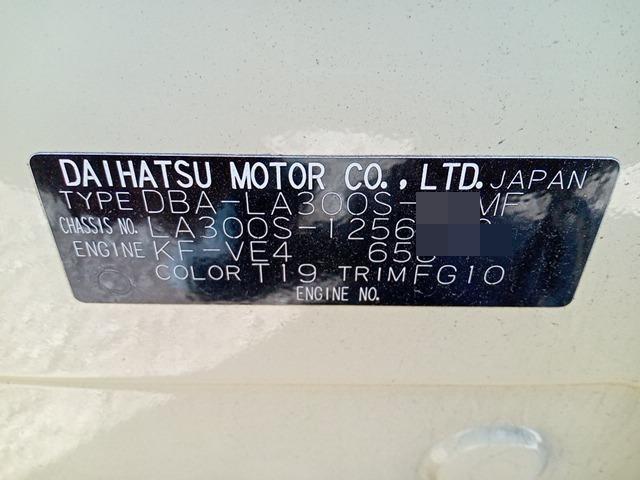 DAIHATSU MOTOR CO., LTD. JAPAN
TYPE DBA-LA300S- MF
CHASSIS NO. LA300S-1256
ENGINE KF-VE4 65
COLOR T19 TRIM FG10
ENGINE NO.